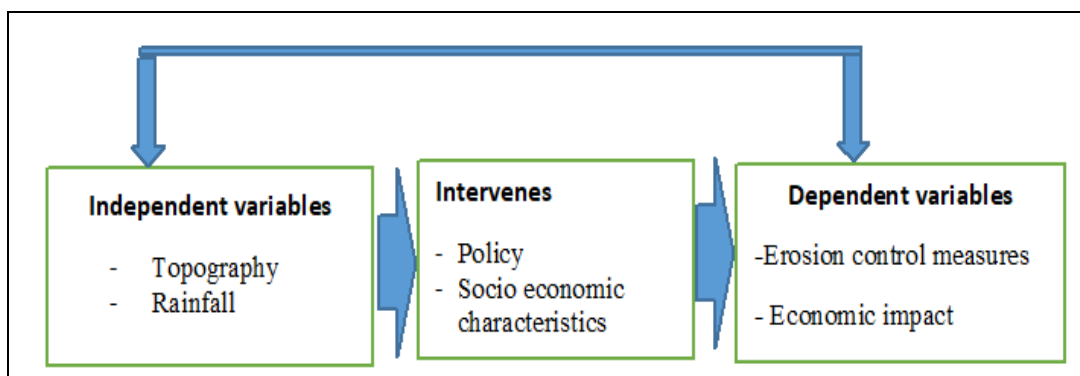 Independent variables
- Topography
- Rainfall
Intervenes
- Policy
- Socio economic
characteristics
Dependent variables
-Erosion control measures
- Economic impact